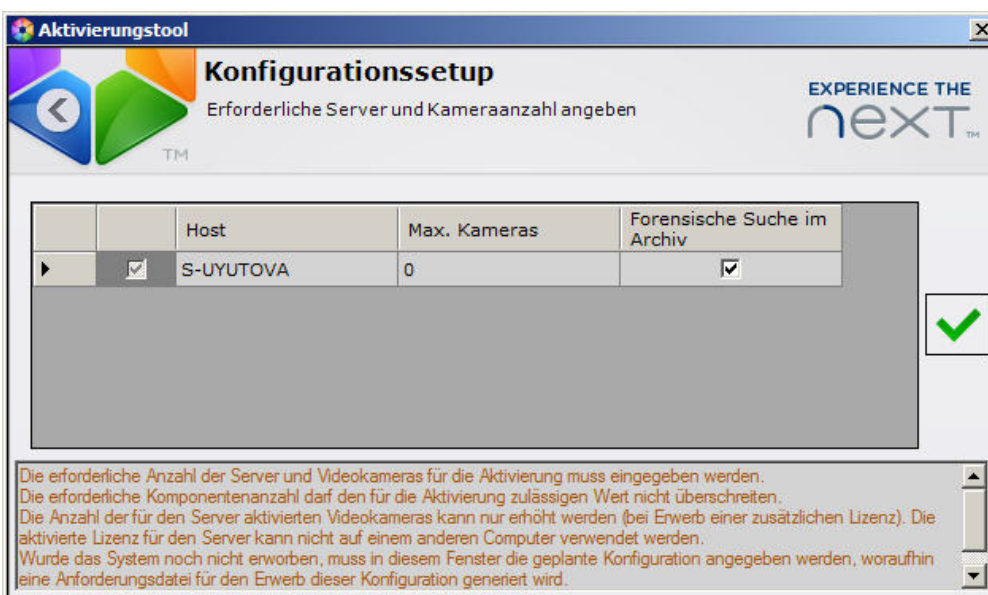 Aktivierungstool
Konfigurationssetup
Erforderliche Server und Kameraanzahl angeben
EXPERIENCE THE
next TM
TM
Host
Max. Kameras
Forensische Suche im
Archiv
S-UYUTOVA
0
Die erforderliche Anzahl der Server und Videokameras für die Aktivierung muss eingegeben werden.
Die erforderliche Komponentenanzahl darf den für die Aktivierung zulässigen Wert nicht überschreiten.
Die Anzahl der für den Server aktivierten Videokameras kann nur erhöht werden (bei Erwerb einer zusätzlichen Lizenz). Die
aktivierte Lizenz für den Server kann nicht auf einem anderen Computer verwendet werden.
Wurde das System noch nicht erworben, muss in diesem Fenster die geplante Konfiguration angegeben werden, woraufhin
eine Anforderungsdatei für den Erwerb dieser Konfiguration generiert wird.